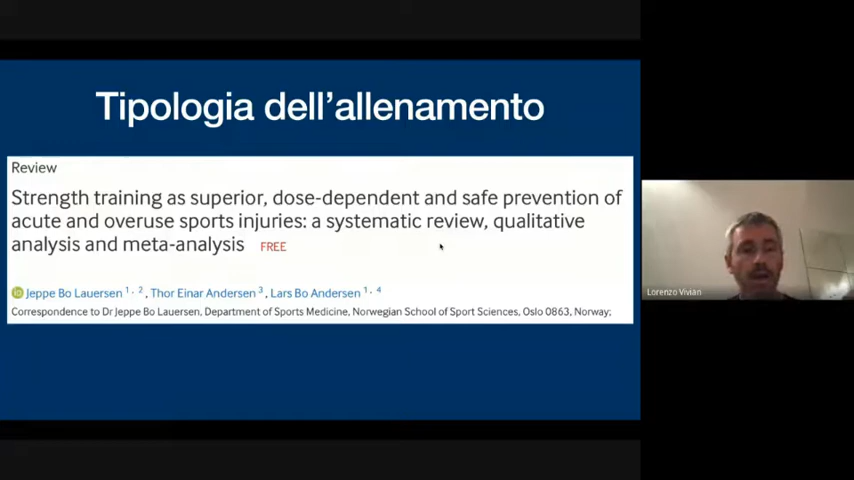 Tipologia dell'allenamento
Review
Strength training as superior, dose-dependent and safe prevention of
acute and overuse sports injuries: a systematic review, qualitative
analysis and meta-analysis FREE
iD Jeppe Bo Lauersen 1, 2, Thor Einar Andersen 3, Lars Bo Andersen 1, 4
Correspondence to Dr Jeppe Bo Lauersen, Department of Sports Medicine, Norwegian School of Sport Sciences, Oslo 0863, Norway;
Lorenzo Vivian